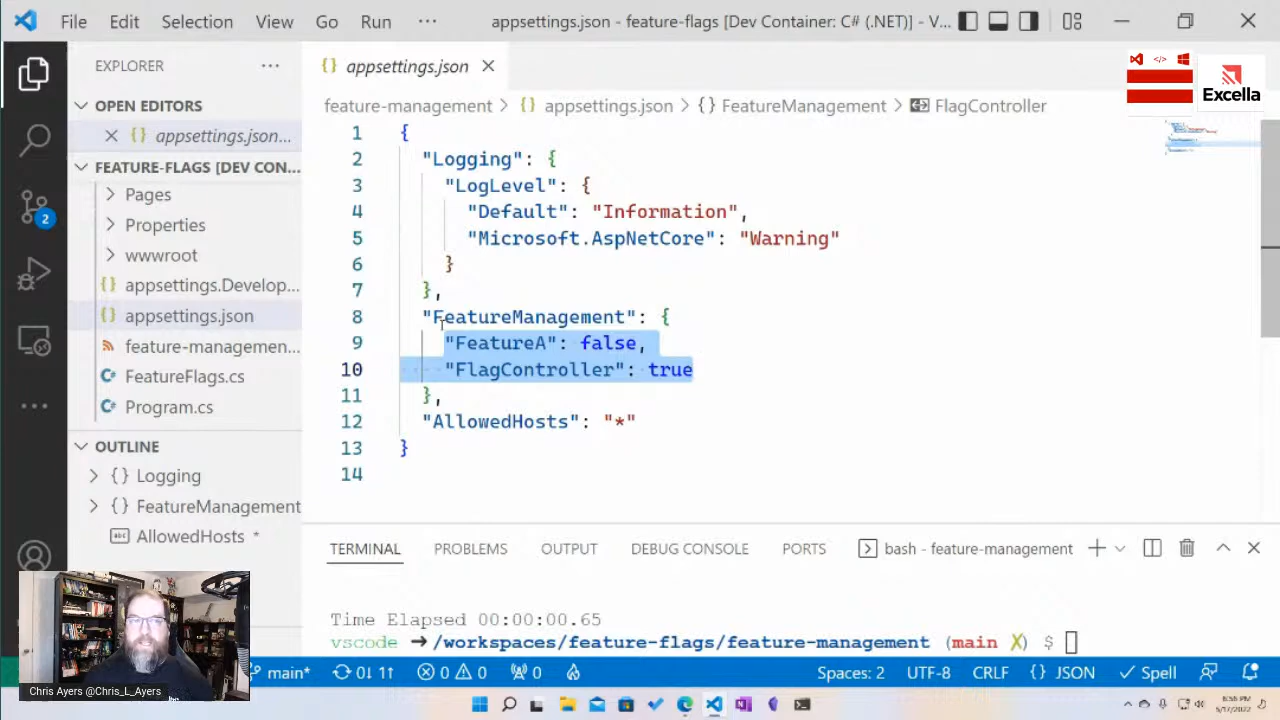 File Edit Selection View Go Run ··· appsettings.json - feature-flags [Dev Container: C# (.NET)] - V...
EXPLORER ···
{} appsettings.json
Excella
OPEN EDITORS
{} appsettings.json...
FEATURE-FLAGS [DEV CON...
Pages
Properties
wwwroot
{} appsettings.Develop...
{} appsettings.json
feature-managemen...
FeatureFlags.cs
Program.cs
OUTLINE
{} Logging
{} FeatureManagement
abc AllowedHosts *
2
feature-management > {} appsettings.json > {} FeatureManagement > FlagController
1 {
2 "Logging": {
3 "LogLevel": {
4 "Default": "Information",
5 "Microsoft.AspNetCore": "Warning"
6 }
7 },
8 "FeatureManagement": {
9 "FeatureA": false,
10 "FlagController": true
11 },
12 "AllowedHosts": "*"
13 }
14
TERMINAL PROBLEMS OUTPUT DEBUG CONSOLE PORTS bash - feature-management
Time Elapsed 00:00:00.65
vscode ➜ /workspaces/feature-flags/feature-management (main ✗) $
Chris Ayers @Chris_L_Ayers
main* 0↓ 1↑ 0 0 0 Spaces: 2 UTF-8 CRLF {} JSON Spell
5/17/2022